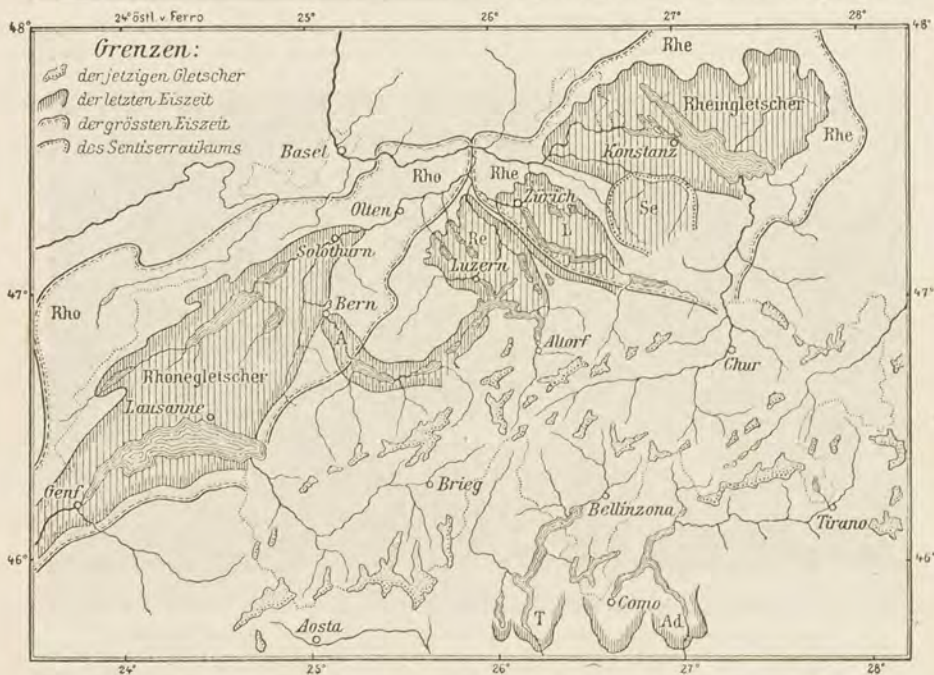 24° östl. v. Ferro 25° 26° 27° 28°
48° 48°
Grenzen:
der jetzigen Gletscher
der letzten Eiszeit
der grössten Eiszeit
des Sentiserratikums
Rhe
Rheingletscher
Basel
Konstanz
Rhe
Rho
Rhe
Olten
Zürich
Se
L
Solothurn
Re
Luzern
47° 47°
Bern
Rho
A
Altorf
Chur
Rhonegletscher
Lausanne
Brieg
Genf
Bellinzona
Tirano
46° 46°
Como
T
Ad
Aosta
24° 25° 26° 27° 28°